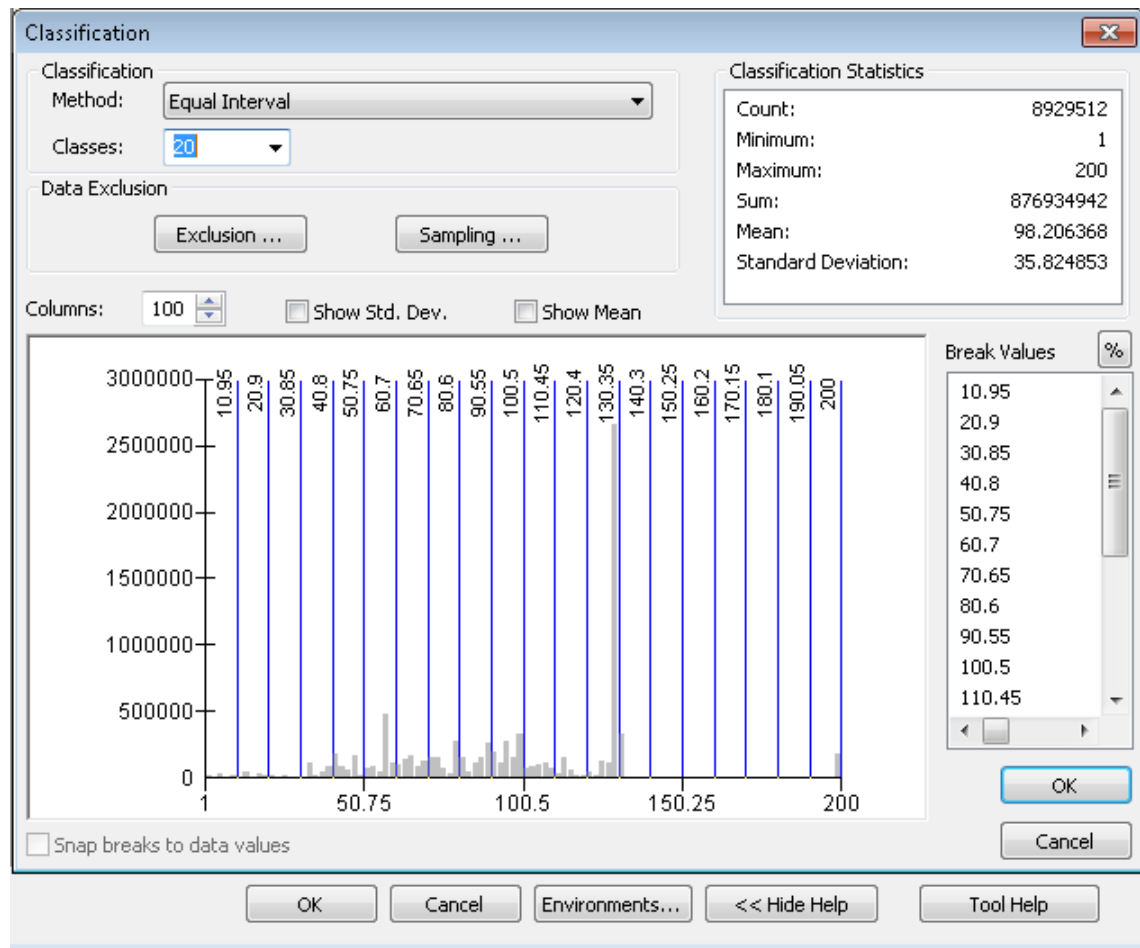 Classification
Classification
Method: Equal Interval
Classes: 20
Data Exclusion
Exclusion ... Sampling ...
Classification Statistics
Count: 8929512
Minimum: 1
Maximum: 200
Sum: 876934942
Mean: 98.206368
Standard Deviation: 35.824853
Columns: 100 Show Std. Dev. Show Mean
10.95 20.9 30.85 40.8 50.75 60.7 70.65 80.6 90.55 100.5 110.45 120.4 130.35 140.3 150.25 160.2 170.15 180.1 190.05 200
3000000
2500000
2000000
1500000
1000000
500000
0
1 50.75 100.5 150.25 200
Break Values %
10.95
20.9
30.85
40.8
50.75
60.7
70.65
80.6
90.55
100.5
110.45
Snap breaks to data values
OK
Cancel
OK Cancel Environments... << Hide Help Tool Help